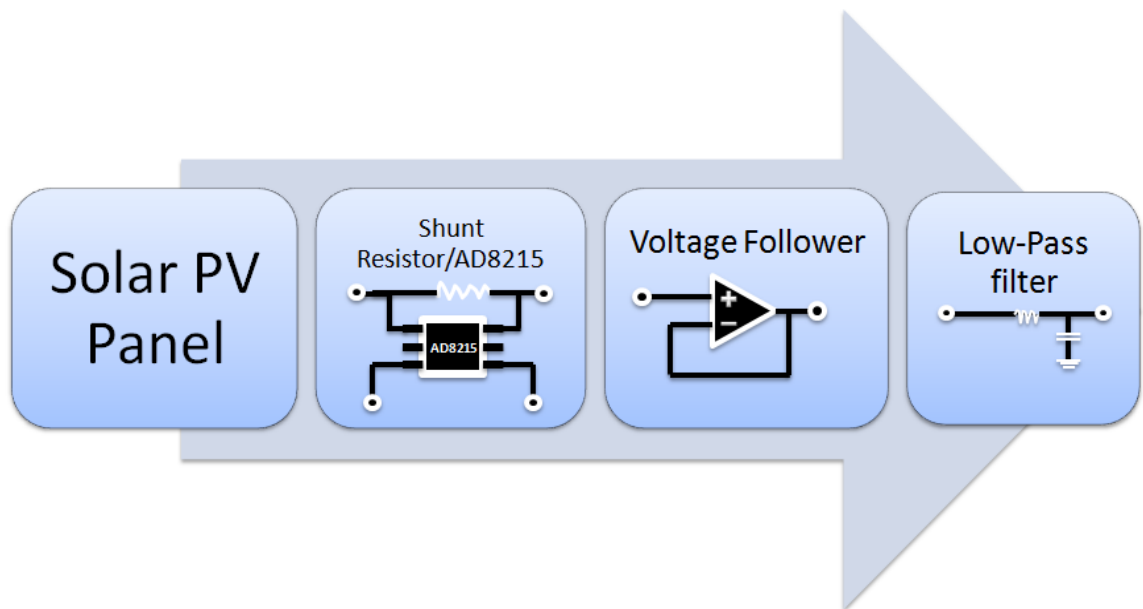 Solar PV
Panel
Shunt
Resistor/AD8215
AD8215
Voltage Follower
+
−
Low-Pass
filter